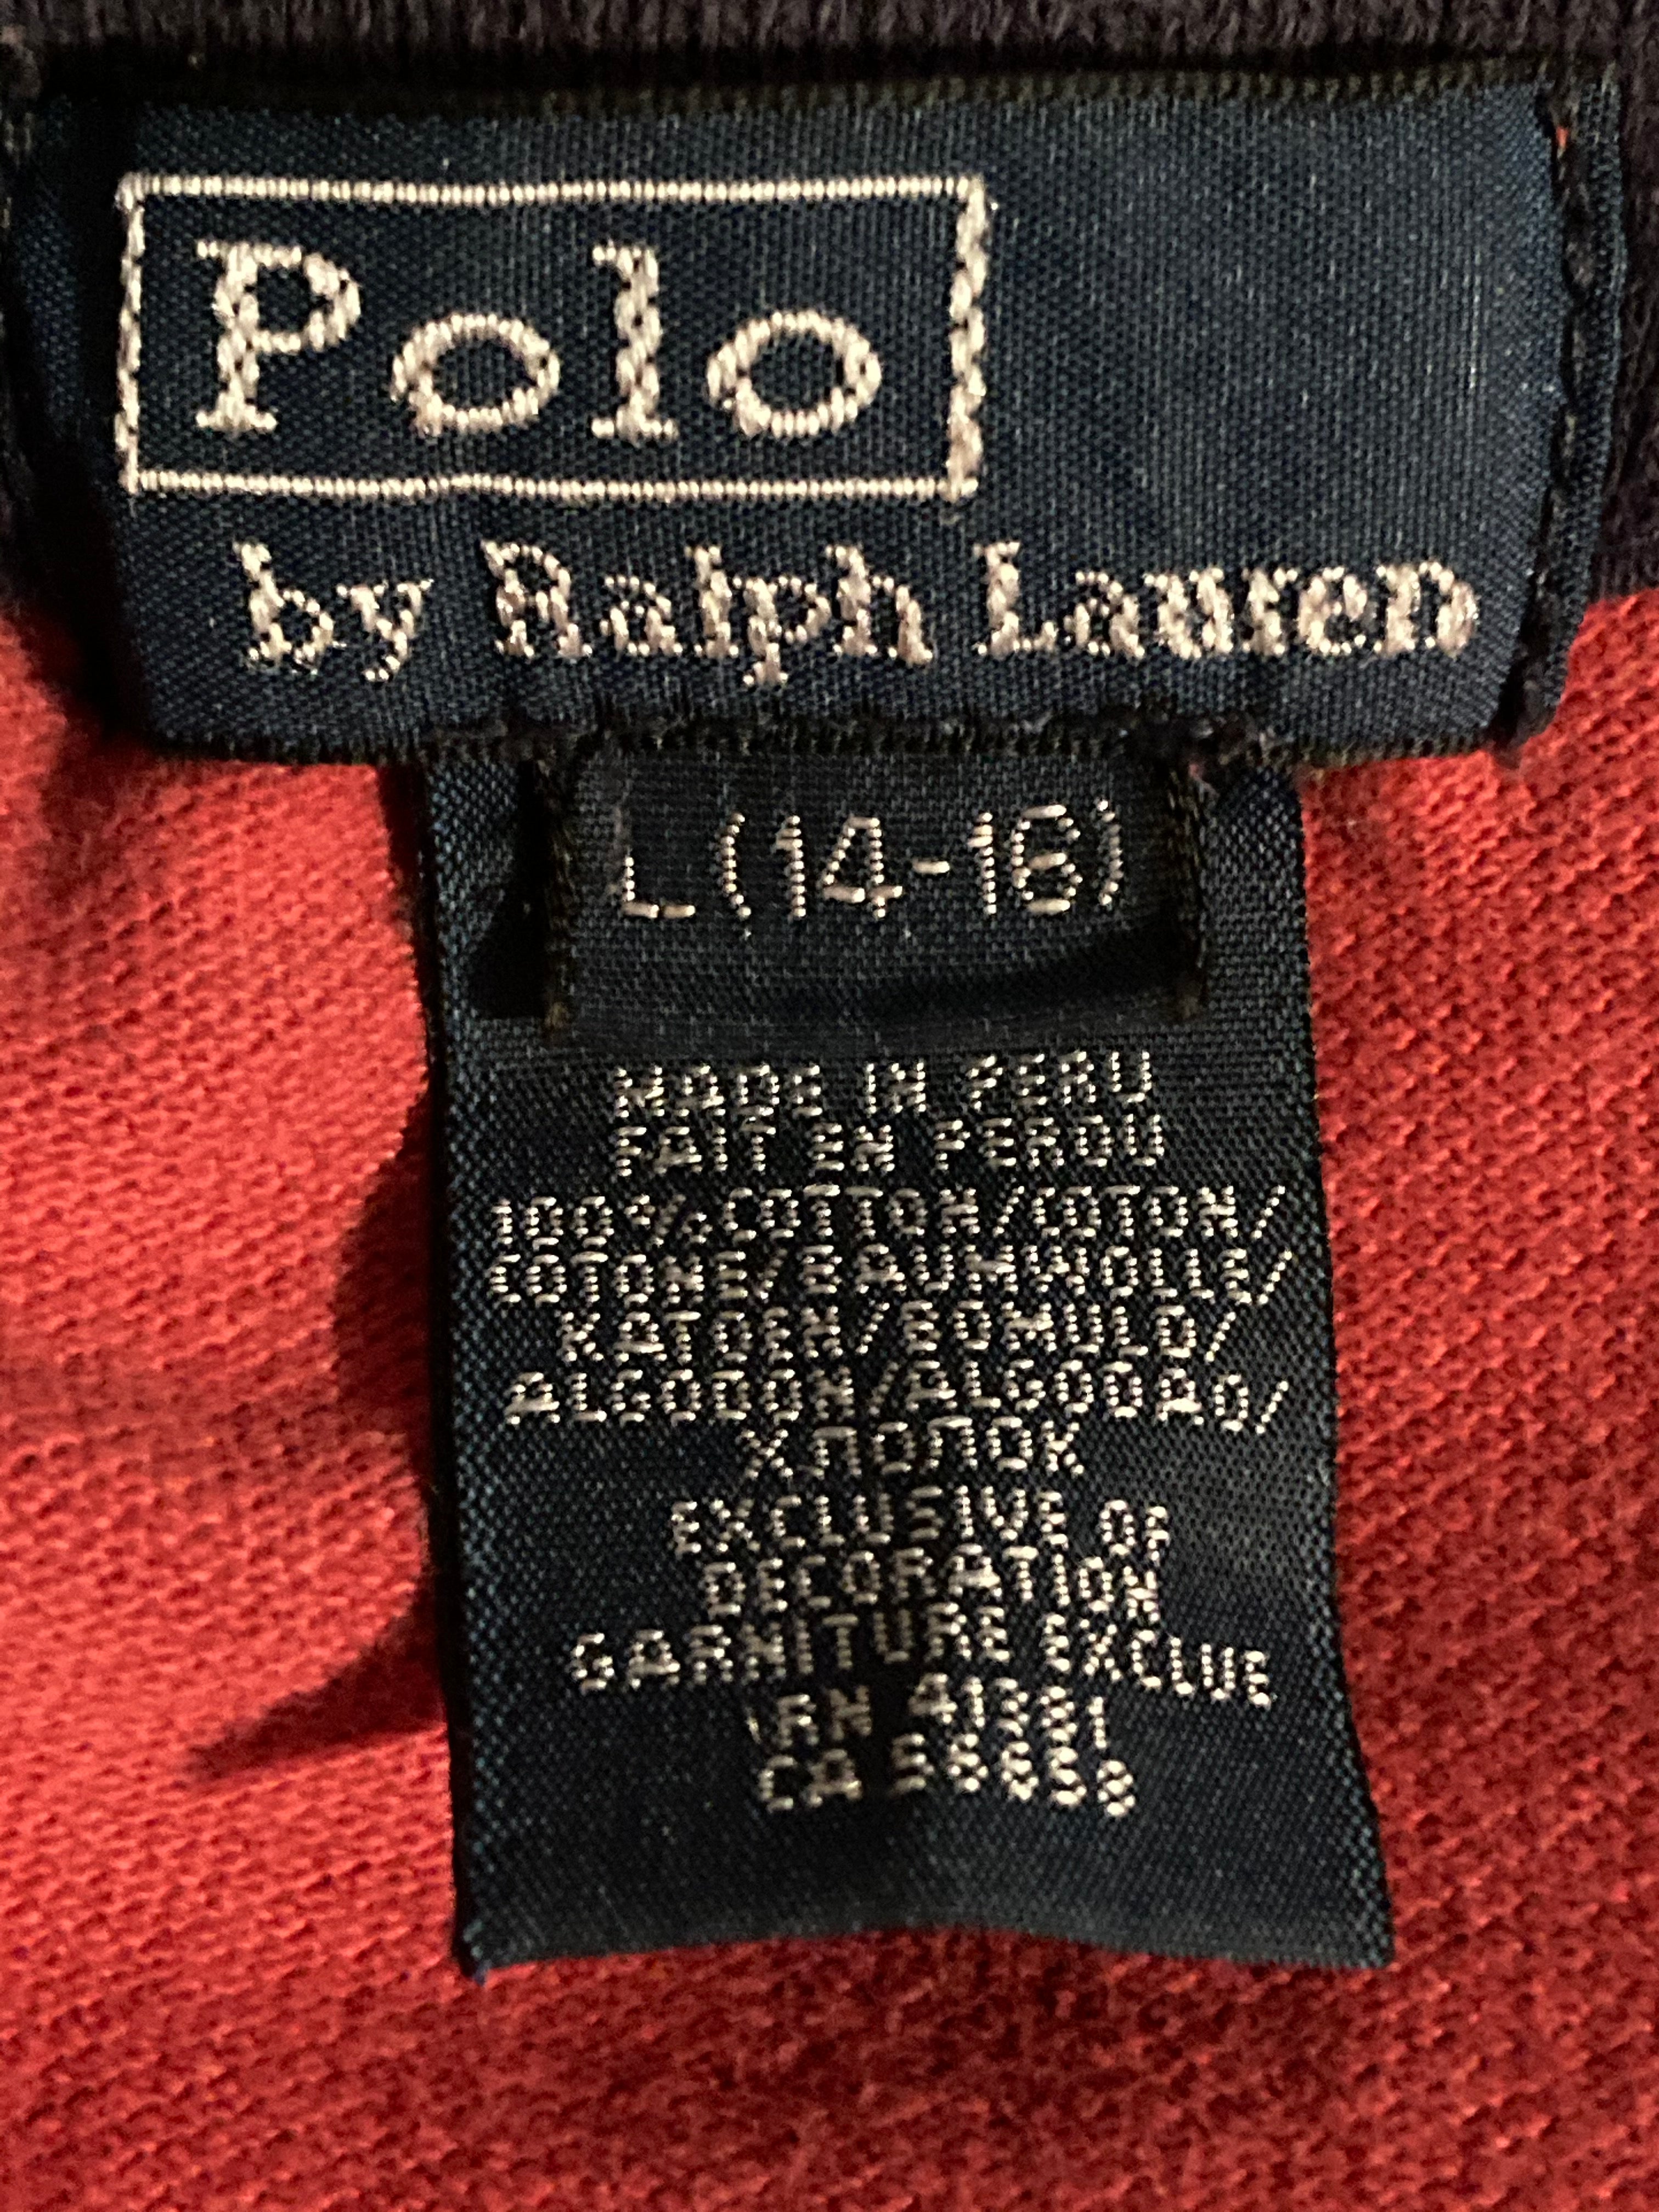 Polo
by Ralph Lauren
L (14-16)
MADE IN PERU
FAIT EN PEROU
100% COTTON/COTON/
COTONE/BAUMWOLLE/
KATOEN/BOMULD/
ALGODON/ALGODAO/
ХЛОПОК
EXCLUSIVE OF
DECORATION
GARNITURE EXCLUE
RN 41381
CA 56658